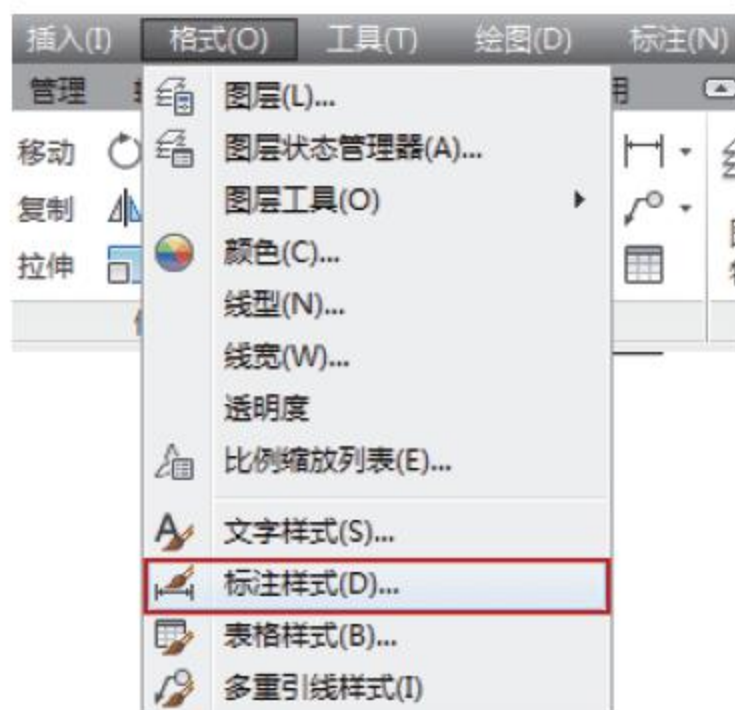 插入(I) 格式(O) 工具(T) 绘图(D) 标注(N)
管理
图层(L)...
移动
图层状态管理器(A)...
复制
图层工具(O)
拉伸
颜色(C)...
线型(N)...
线宽(W)...
透明度
比例缩放列表(E)...
文字样式(S)...
标注样式(D)...
表格样式(B)...
多重引线样式(I)